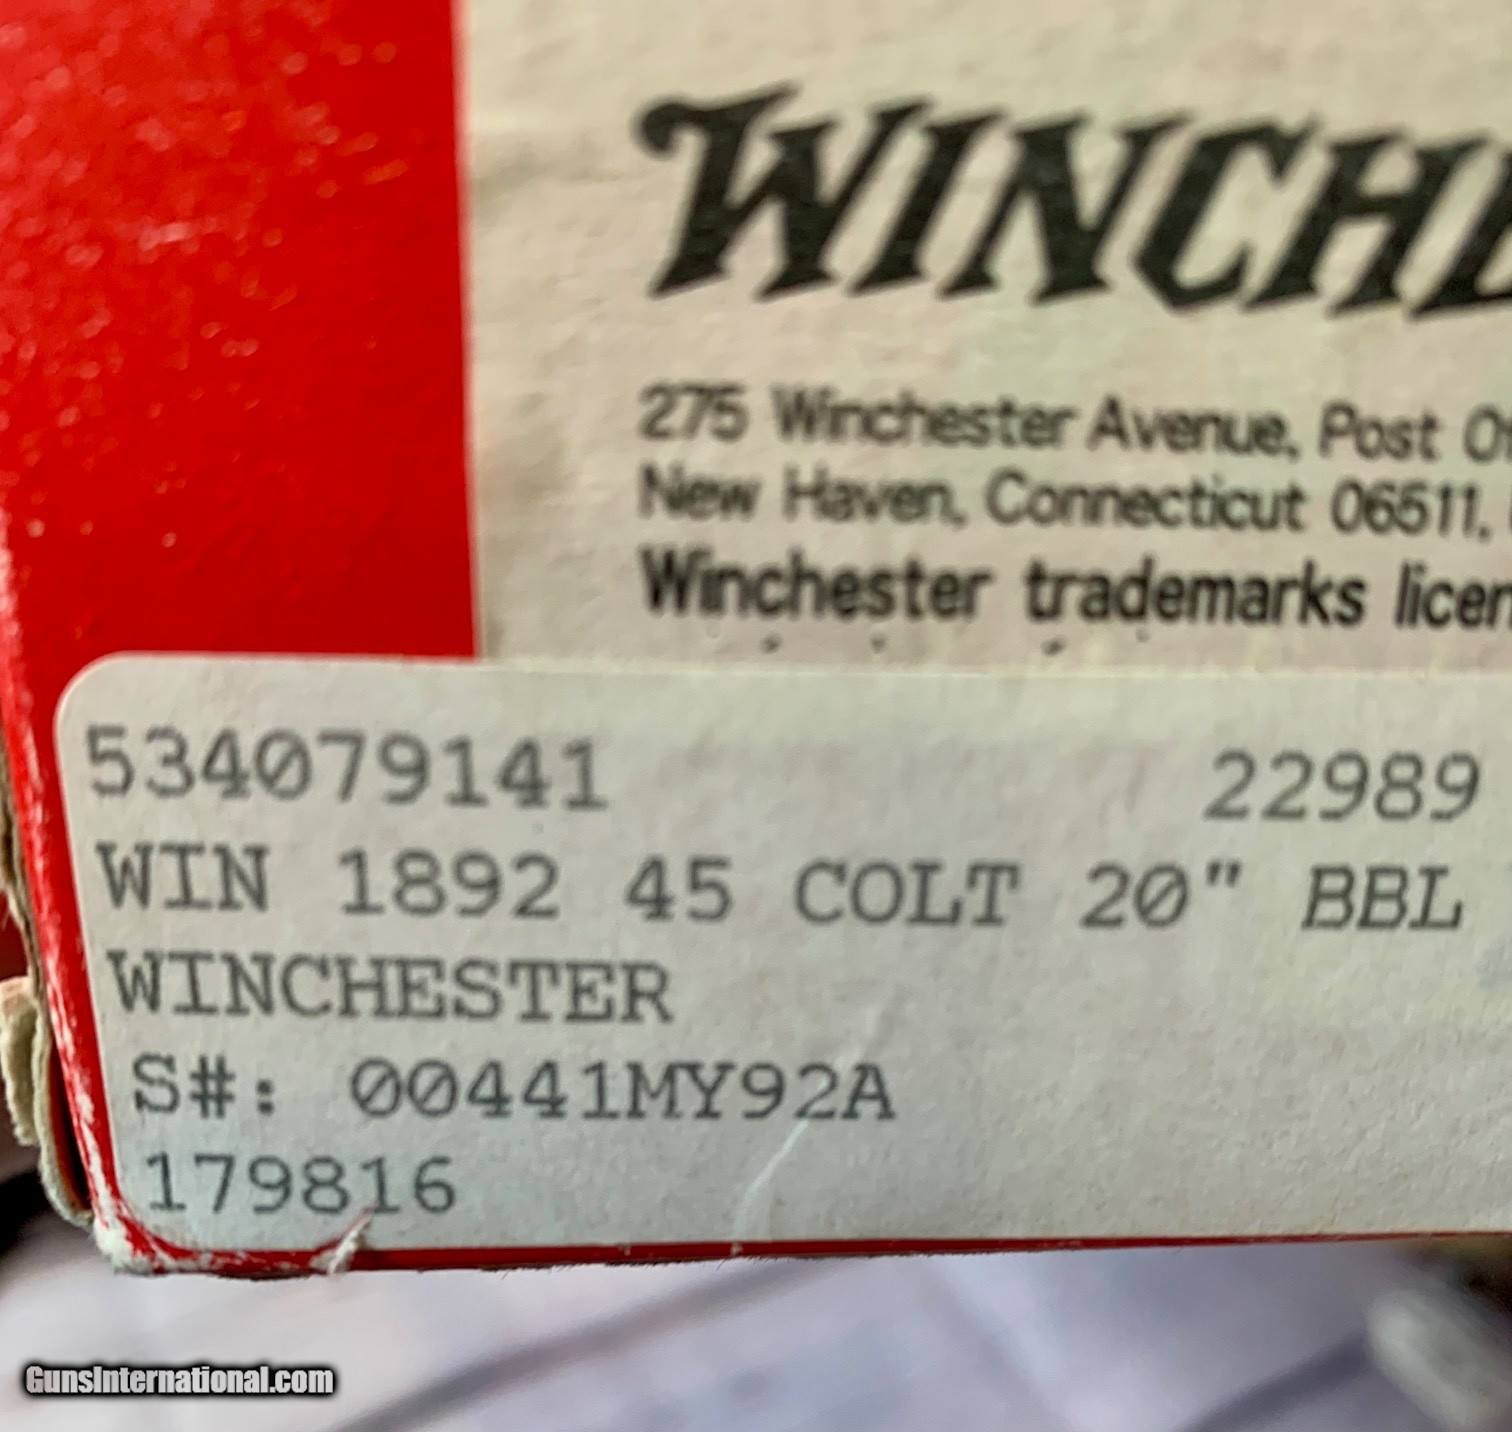 WINCH
275 Winchester Avenue, Post
New Haven, Connecticut 06511,
Winchester trademarks
534079141 22989
WIN 1892 45 COLT 20" BBL
WINCHESTER
S#: 00441MY92A
179816
GunsInternational.com